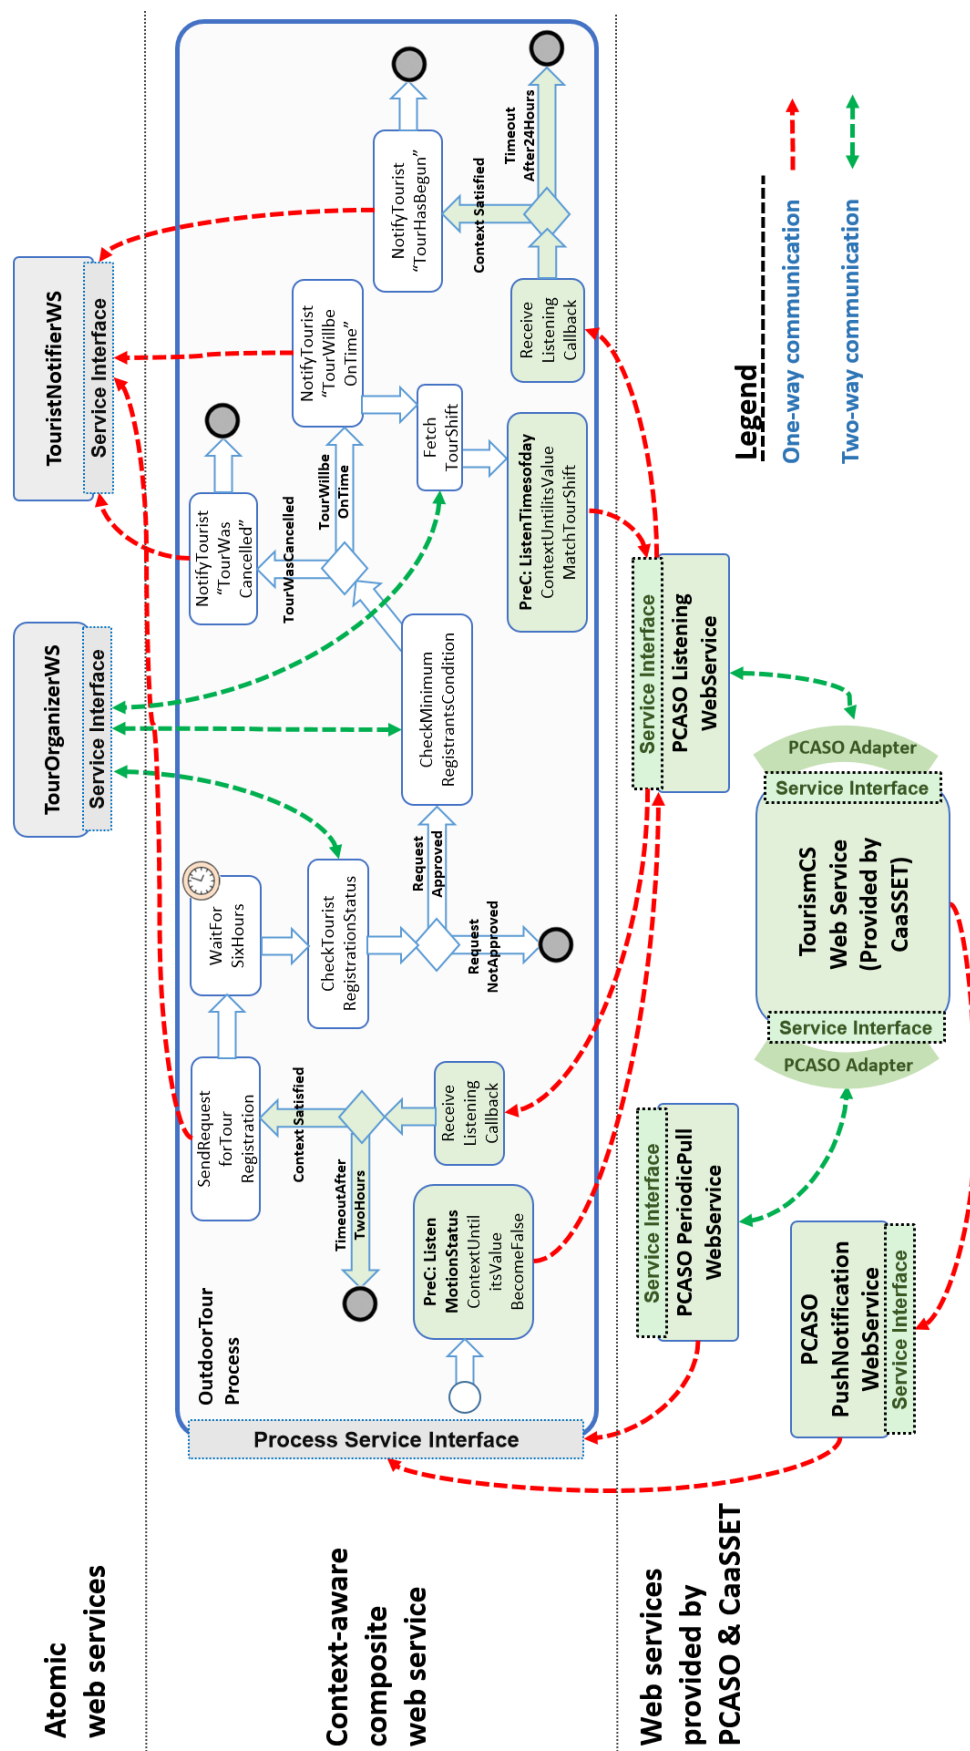 Atomic
web services
TourOrganizerWS
Service Interface
TouristNotifierWS
Service Interface
Context-aware
composite
web service
Process Service Interface
OutdoorTour
Process
PreC: Listen
MotionStatus
ContextUntil
itsValue
BecomeFalse
Receive
Listening
Callback
TimeoutAfter
TwoHours
Context Satisfied
SendRequest
forTour
Registration
WaitFor
SixHours
CheckTourist
RegistrationStatus
Request
NotApproved
Request
Approved
CheckMinimum
RegistrantsCondition
TourWasCancelled
TourWillbe
OnTime
NotifyTourist
“TourWas
Cancelled”
NotifyTourist
“TourWillbe
OnTime”
Fetch
TourShift
PreC: ListenTimesofday
ContextUntilitsValue
MatchTourShift
Receive
Listening
Callback
Context Satisfied
Timeout
After24Hours
NotifyTourist
“TourHasBegun”
Web services
provided by
PCASO & CaaSSET
Service Interface
PCASO PeriodicPull
WebService
PCASO
PushNotification
WebService
Service Interface
PCASO Adapter
Service Interface
TourismCS
Web Service
(Provided by
CaaSSET)
Service Interface
PCASO Adapter
Service Interface
PCASO Listening
WebService
Legend
One-way communication
Two-way communication